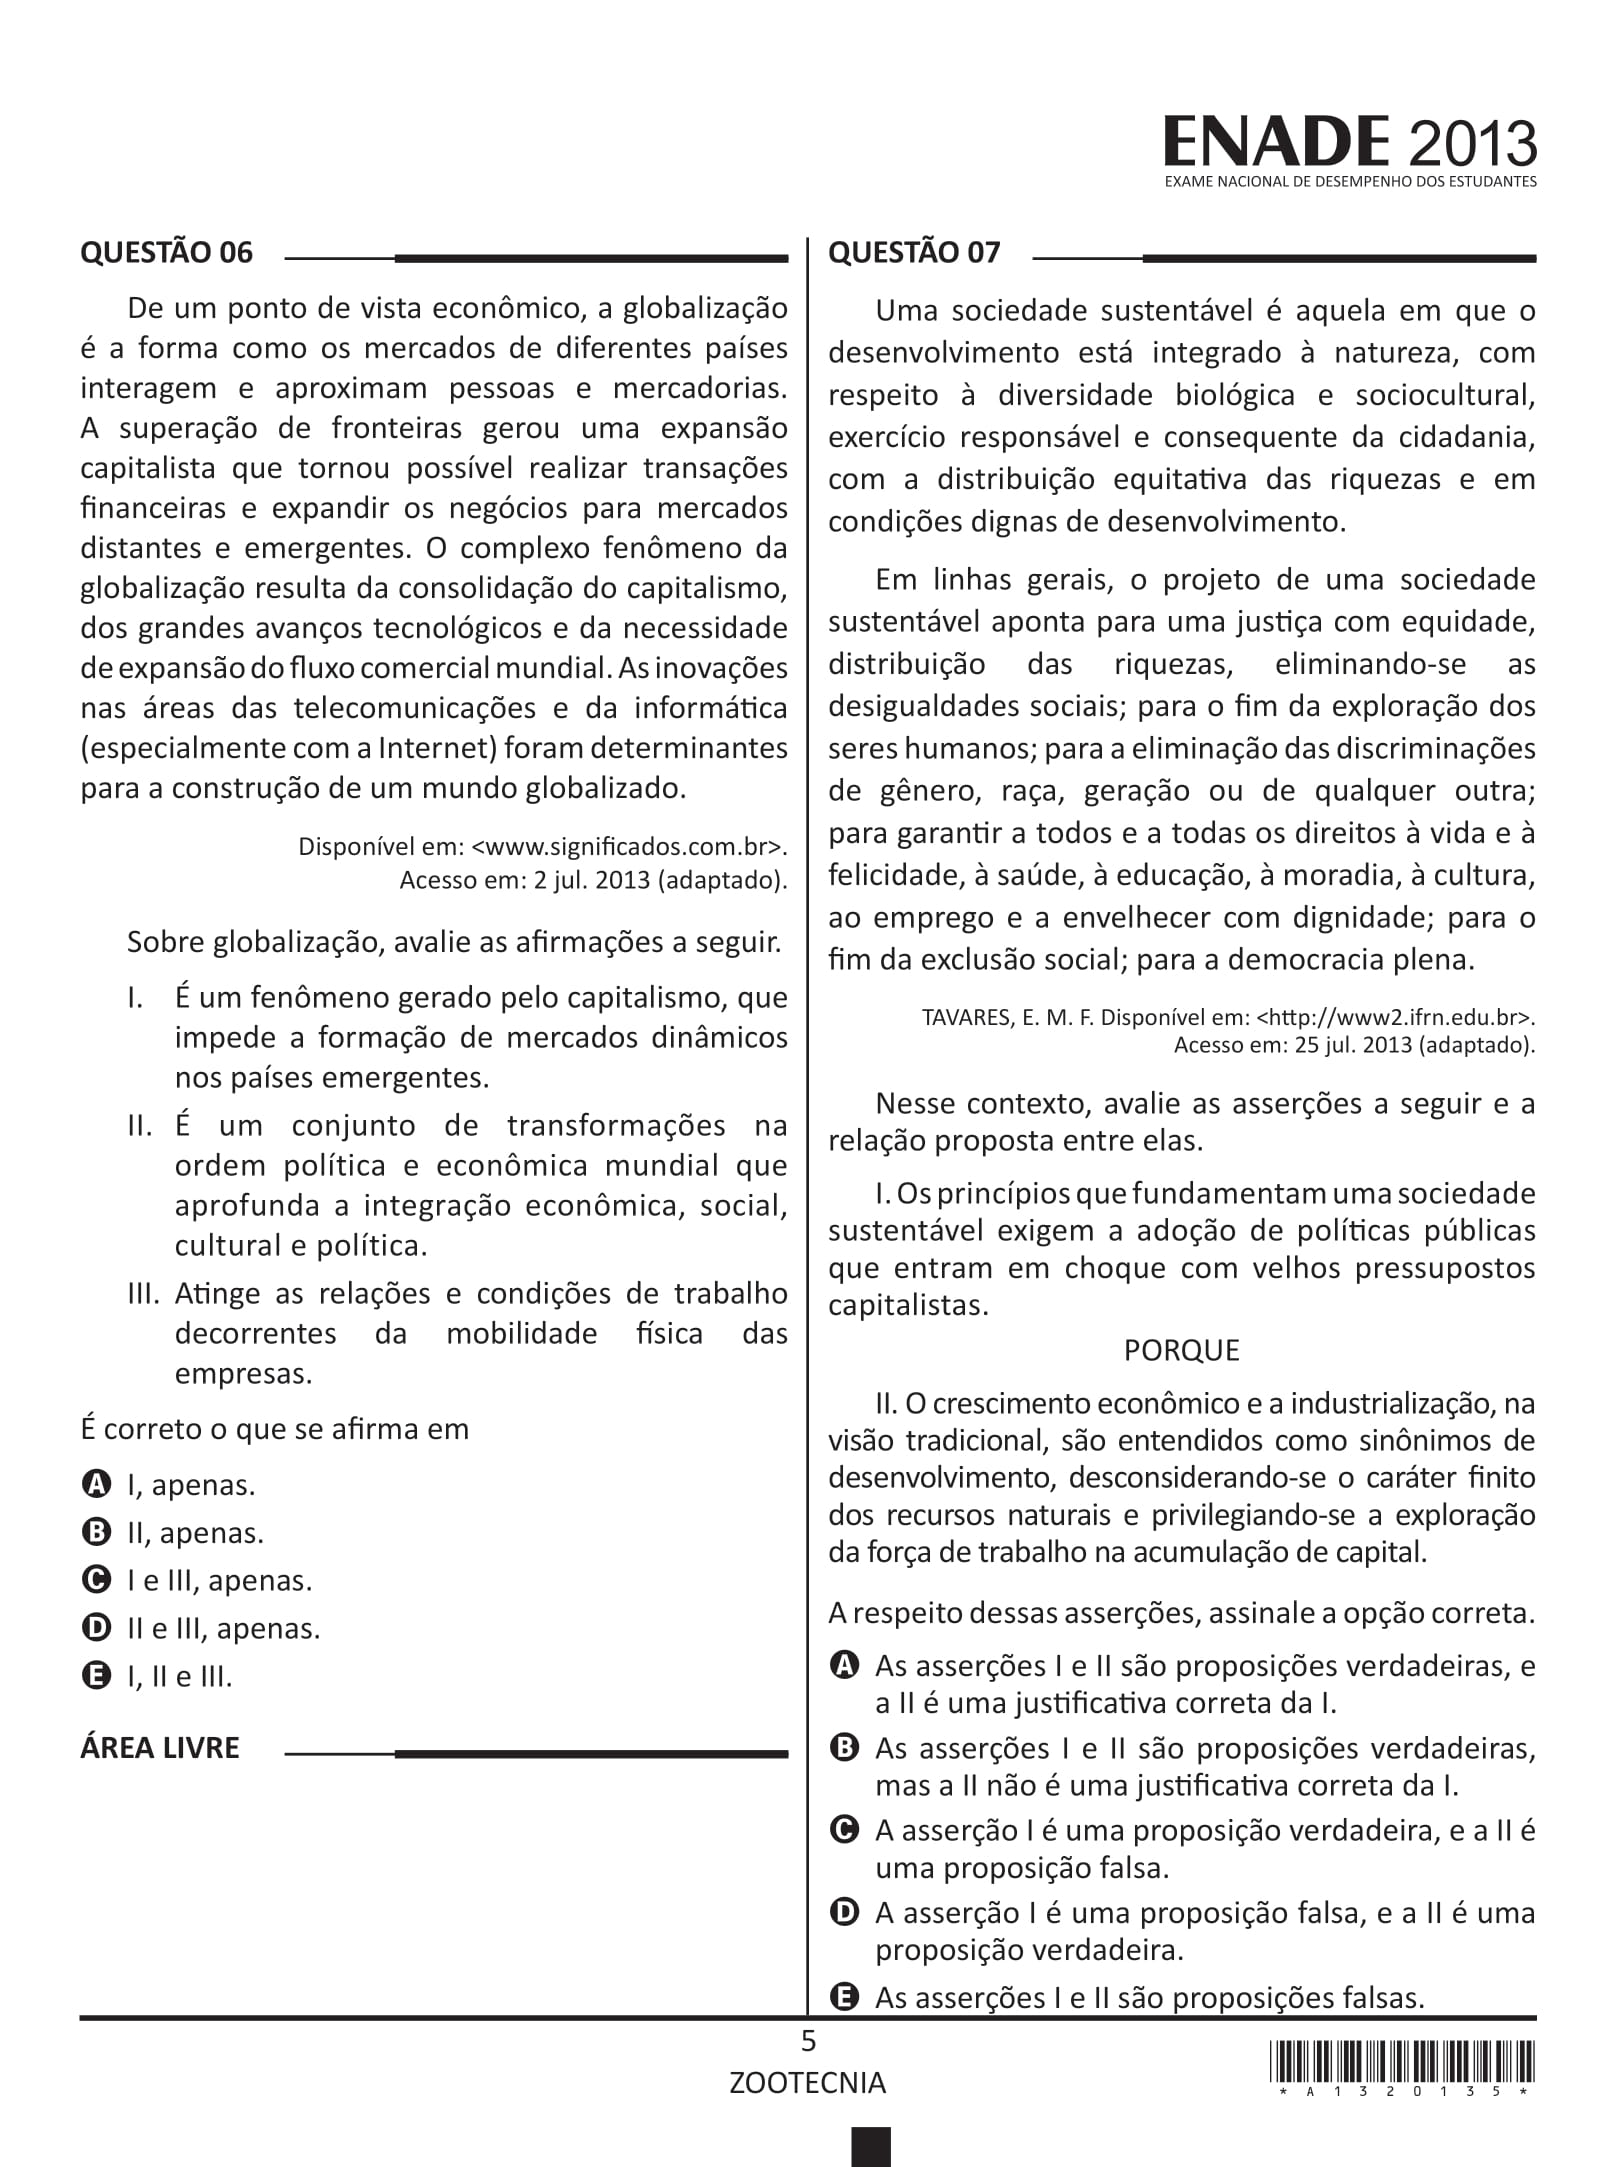 ENADE 2013
EXAME NACIONAL DE DESEMPENHO DOS ESTUDANTES
QUESTÃO 06
De um ponto de vista econômico, a globalização
é a forma como os mercados de diferentes países
interagem e aproximam pessoas e mercadorias.
A superação de fronteiras gerou uma expansão
capitalista que tornou possível realizar transações
financeiras e expandir os negócios para mercados
distantes e emergentes. O complexo fenômeno da
globalização resulta da consolidação do capitalismo,
dos grandes avanços tecnológicos e da necessidade
de expansão do fluxo comercial mundial. As inovações
nas áreas das telecomunicações e da informática
(especialmente com a Internet) foram determinantes
para a construção de um mundo globalizado.
Disponível em: <www.significados.com.br>.
Acesso em: 2 jul. 2013 (adaptado).
Sobre globalização, avalie as afirmações a seguir.
I. É um fenômeno gerado pelo capitalismo, que
impede a formação de mercados dinâmicos
nos países emergentes.
II. É um conjunto de transformações na
ordem política e econômica mundial que
aprofunda a integração econômica, social,
cultural e política.
III. Atinge as relações e condições de trabalho
decorrentes da mobilidade física das
empresas.
É correto o que se afirma em
A I, apenas.
B II, apenas.
C I e III, apenas.
D II e III, apenas.
E I, II e III.
ÁREA LIVRE
QUESTÃO 07
Uma sociedade sustentável é aquela em que o
desenvolvimento está integrado à natureza, com
respeito à diversidade biológica e sociocultural,
exercício responsável e consequente da cidadania,
com a distribuição equitativa das riquezas e em
condições dignas de desenvolvimento.
Em linhas gerais, o projeto de uma sociedade
sustentável aponta para uma justiça com equidade,
distribuição das riquezas, eliminando-se as
desigualdades sociais; para o fim da exploração dos
seres humanos; para a eliminação das discriminações
de gênero, raça, geração ou de qualquer outra;
para garantir a todos e a todas os direitos à vida e à
felicidade, à saúde, à educação, à moradia, à cultura,
ao emprego e a envelhecer com dignidade; para o
fim da exclusão social; para a democracia plena.
TAVARES, E. M. F. Disponível em: <http://www2.ifrn.edu.br>.
Acesso em: 25 jul. 2013 (adaptado).
Nesse contexto, avalie as asserções a seguir e a
relação proposta entre elas.
I. Os princípios que fundamentam uma sociedade
sustentável exigem a adoção de políticas públicas
que entram em choque com velhos pressupostos
capitalistas.
PORQUE
II. O crescimento econômico e a industrialização, na
visão tradicional, são entendidos como sinônimos de
desenvolvimento, desconsiderando-se o caráter finito
dos recursos naturais e privilegiando-se a exploração
da força de trabalho na acumulação de capital.
A respeito dessas asserções, assinale a opção correta.
A As asserções I e II são proposições verdadeiras, e
a II é uma justificativa correta da I.
B As asserções I e II são proposições verdadeiras,
mas a II não é uma justificativa correta da I.
C A asserção I é uma proposição verdadeira, e a II é
uma proposição falsa.
D A asserção I é uma proposição falsa, e a II é uma
proposição verdadeira.
E As asserções I e II são proposições falsas.
5
ZOOTECNIA
*A1320135*